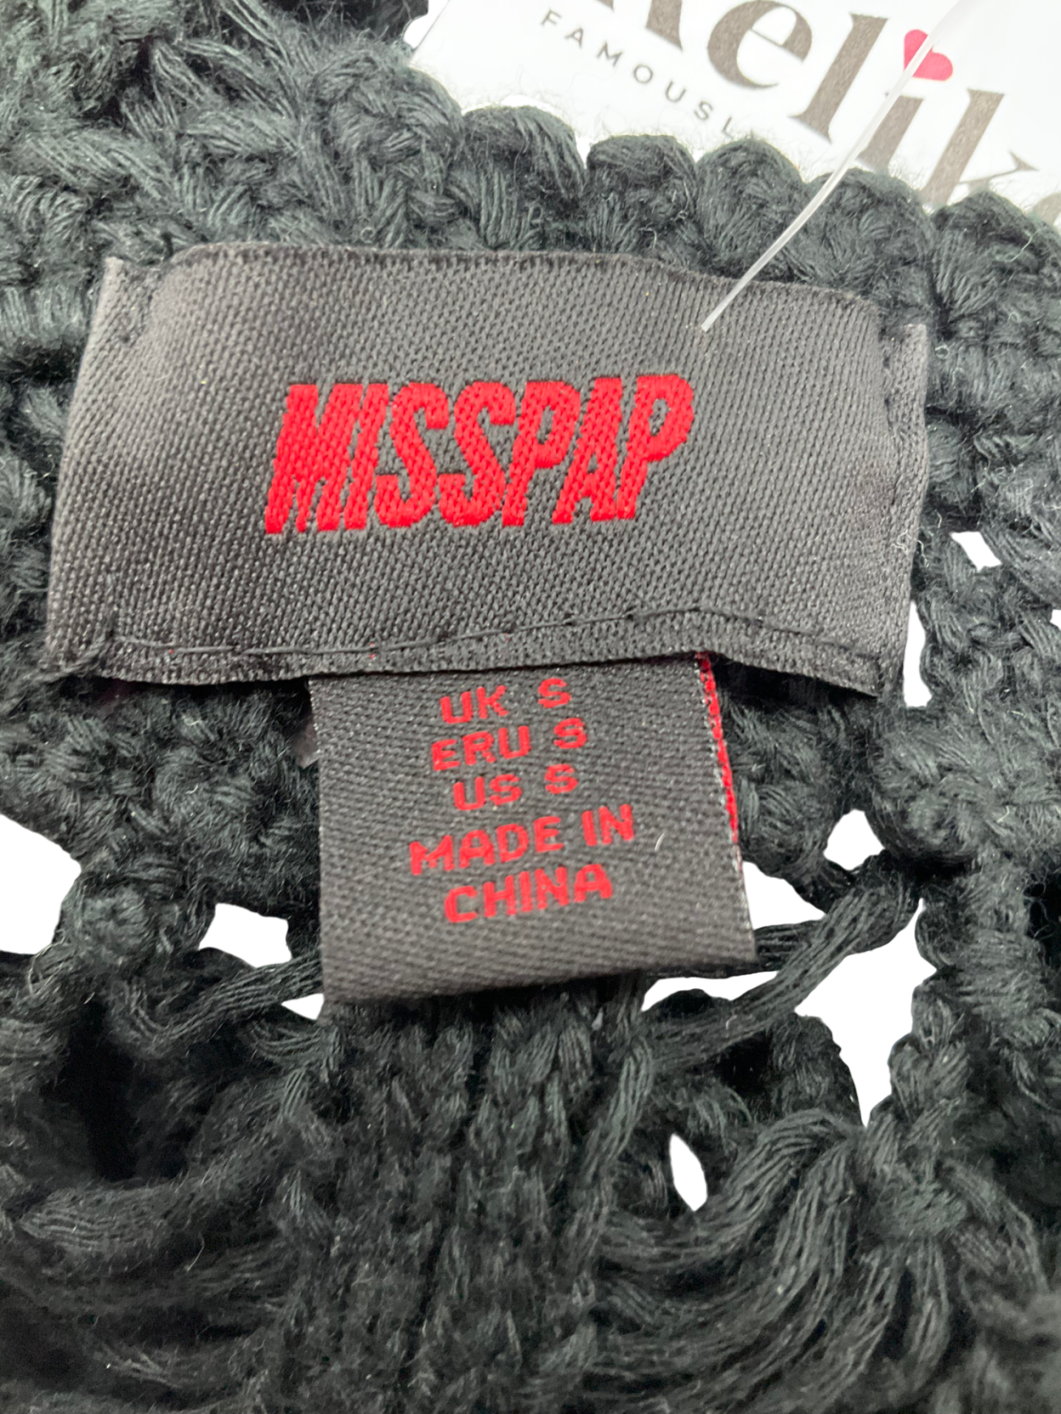 FAMOUSL
MISSPAP
UK S
ERU S
US S
MADE IN
CHINA